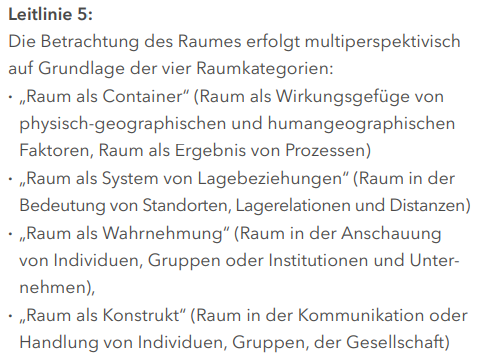 Leitlinie 5:
Die Betrachtung des Raumes erfolgt multiperspektivisch
auf Grundlage der vier Raumkategorien:
· „Raum als Container“ (Raum als Wirkungsgefüge von
physisch-geographischen und humangeographischen
Faktoren, Raum als Ergebnis von Prozessen)
· „Raum als System von Lagebeziehungen“ (Raum in der
Bedeutung von Standorten, Lagerelationen und Distanzen)
· „Raum als Wahrnehmung“ (Raum in der Anschauung
von Individuen, Gruppen oder Institutionen und Unter-
nehmen),
· „Raum als Konstrukt“ (Raum in der Kommunikation oder
Handlung von Individuen, Gruppen, der Gesellschaft)